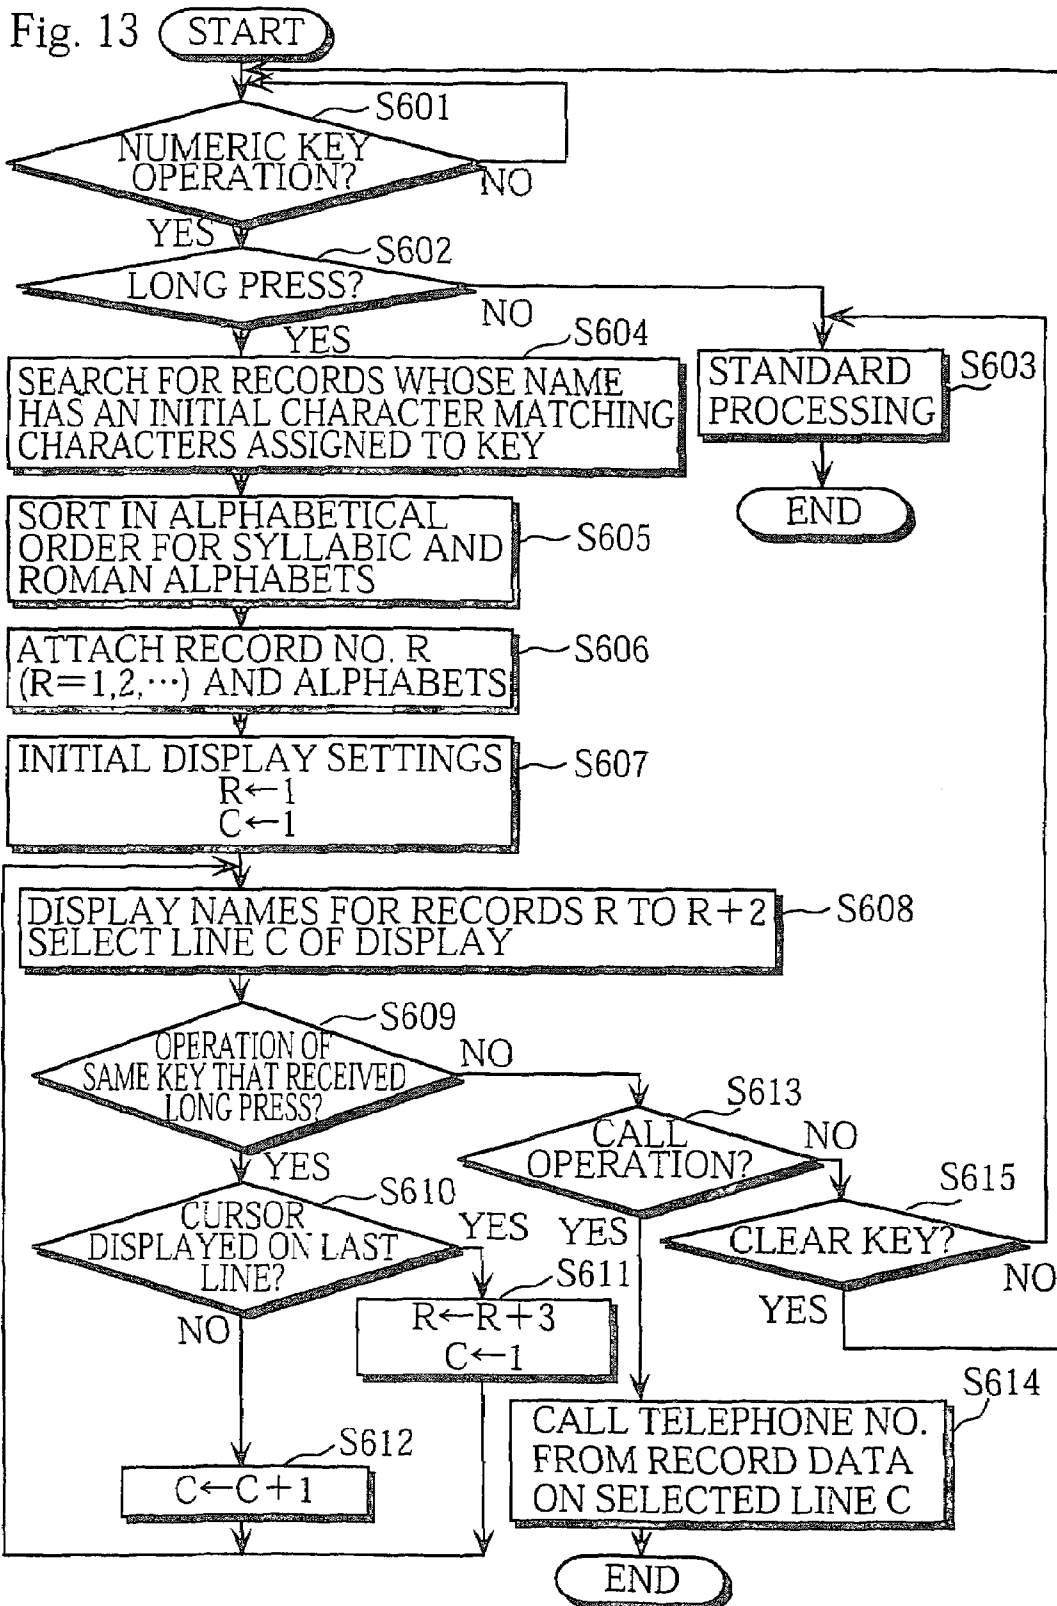 Fig. 13
START
S601
NUMERIC KEY
OPERATION?
NO
YES
S602
LONG PRESS?
NO
YES
S604
SEARCH FOR RECORDS WHOSE NAME
HAS AN INITIAL CHARACTER MATCHING
CHARACTERS ASSIGNED TO KEY
S603
STANDARD
PROCESSING
END
SORT IN ALPHABETICAL
ORDER FOR SYLLABIC AND
ROMAN ALPHABETS
S605
ATTACH RECORD NO. R
(R=1,2,···) AND ALPHABETS
S606
INITIAL DISPLAY SETTINGS
R←1
C←1
S607
DISPLAY NAMES FOR RECORDS R TO R+2
SELECT LINE C OF DISPLAY
S608
S609
OPERATION OF
SAME KEY THAT RECEIVED
LONG PRESS?
NO
YES
S613
CALL
OPERATION?
NO
YES
S610
CURSOR
DISPLAYED ON LAST
LINE?
YES
NO
S615
CLEAR KEY?
NO
YES
S611
R←R+3
C←1
S612
C←C+1
S614
CALL TELEPHONE NO.
FROM RECORD DATA
ON SELECTED LINE C
END